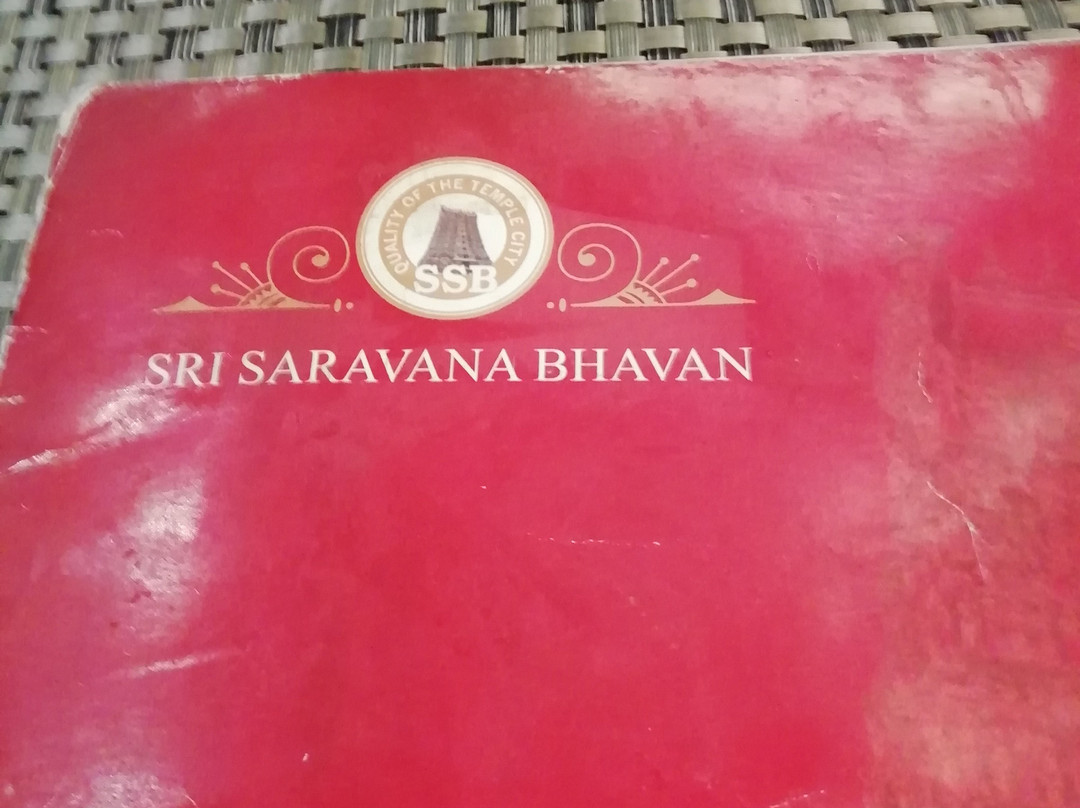 QUALITY OF THE TEMPLE CITY
SSB
SRI SARAVANA BHAVAN